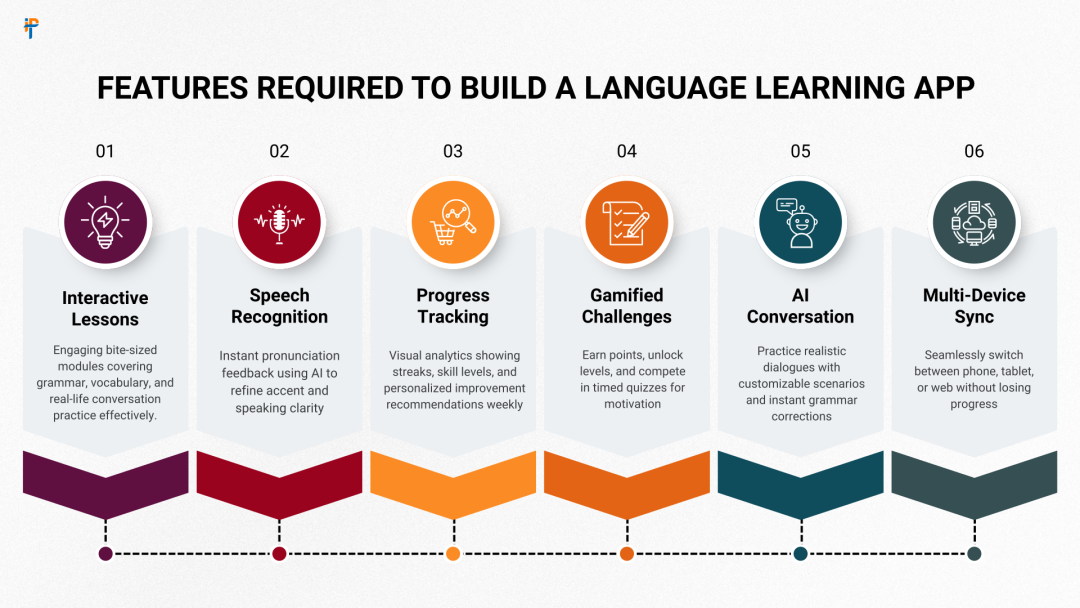 FEATURES REQUIRED TO BUILD A LANGUAGE LEARNING APP
01
Interactive
Lessons
Engaging bite-sized
modules covering
grammar, vocabulary, and
real-life conversation
practice effectively.
02
Speech
Recognition
Instant pronunciation
feedback using AI to
refine accent and
speaking clarity
03
Progress
Tracking
Visual analytics showing
streaks, skill levels, and
personalized improvement
recommendations weekly
04
Gamified
Challenges
Earn points, unlock
levels, and compete
in timed quizzes for
motivation
05
AI
Conversation
Practice realistic
dialogues with
customizable scenarios
and instant grammar
corrections
06
Multi-Device
Sync
Seamlessly switch
between phone, tablet,
or web without losing
progress